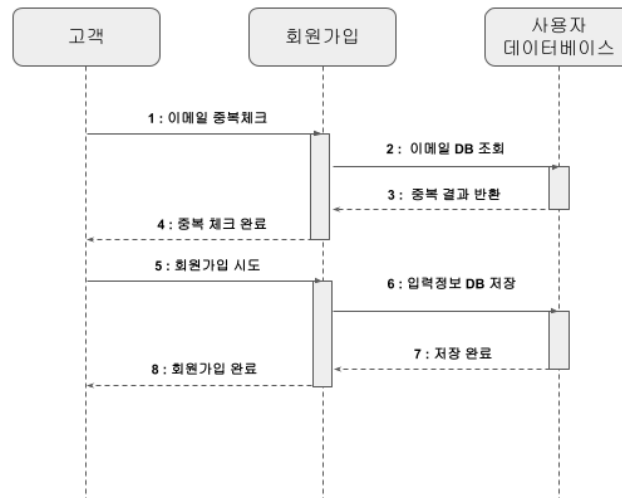 고객
회원가입
사용자
데이터베이스
1 : 이메일 중복체크
2 : 이메일 DB 조회
3 : 중복 결과 반환
4 : 중복 체크 완료
5 : 회원가입 시도
6 : 입력정보 DB 저장
7 : 저장 완료
8 : 회원가입 완료